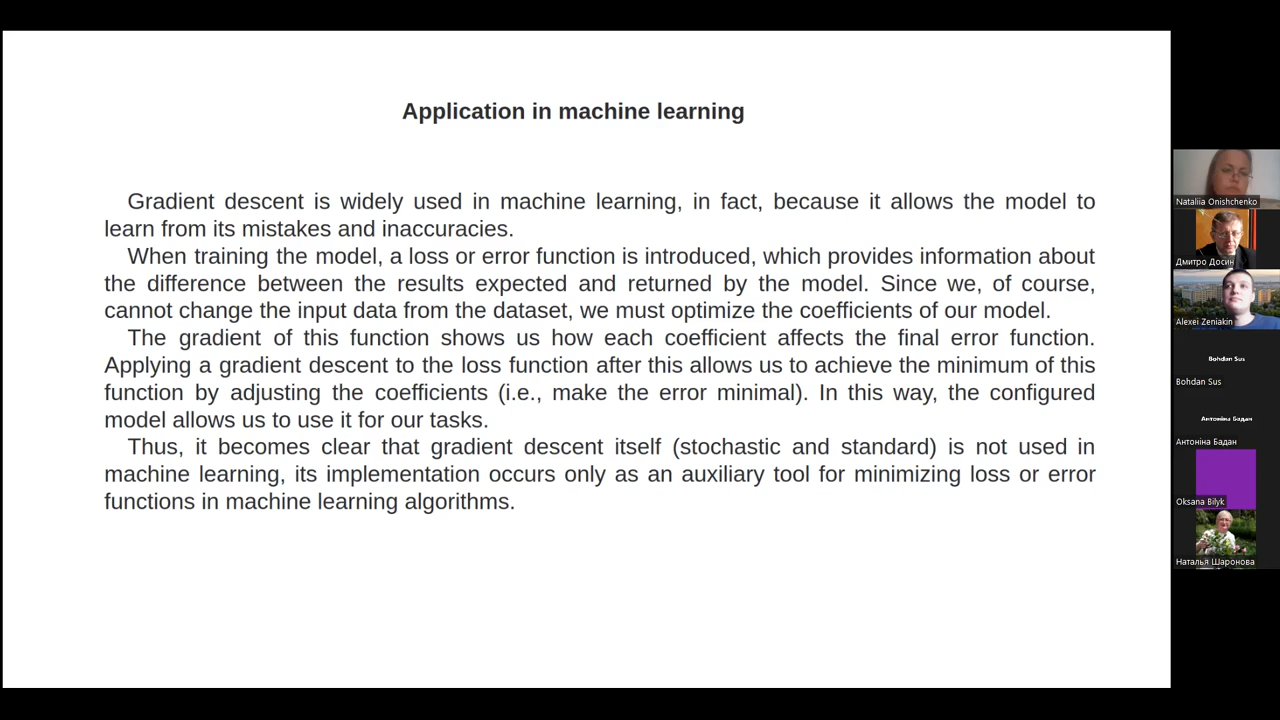 Application in machine learning
Gradient descent is widely used in machine learning, in fact, because it allows the model to
learn from its mistakes and inaccuracies.
When training the model, a loss or error function is introduced, which provides information about
the difference between the results expected and returned by the model. Since we, of course,
cannot change the input data from the dataset, we must optimize the coefficients of our model.
The gradient of this function shows us how each coefficient affects the final error function.
Applying a gradient descent to the loss function after this allows us to achieve the minimum of this
function by adjusting the coefficients (i.e., make the error minimal). In this way, the configured
model allows us to use it for our tasks.
Thus, it becomes clear that gradient descent itself (stochastic and standard) is not used in
machine learning, its implementation occurs only as an auxiliary tool for minimizing loss or error
functions in machine learning algorithms.
Nataliia Onishchenko
Дмитро Досин
Alexei Zeniakin
Bohdan Sus
Bohdan Sus
Антоніна Бадан
Антоніна Бадан
Oksana Bilyk
Наталья Шаронова